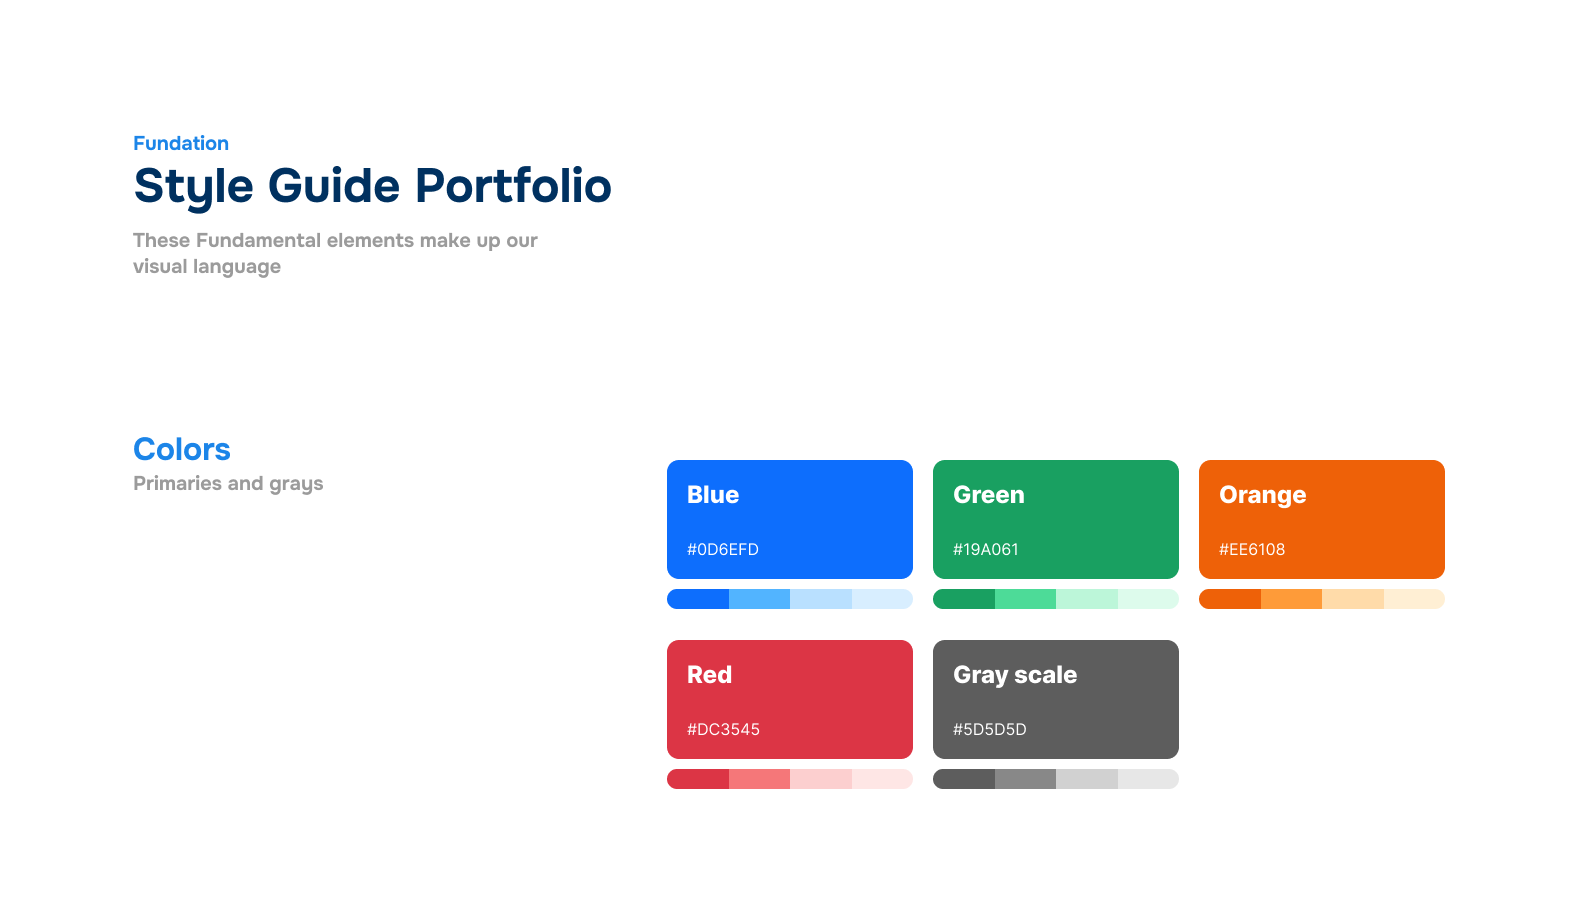 Fundation
Style Guide Portfolio
These Fundamental elements make up our
visual language
Colors
Primaries and grays
Blue
#0D6EFD
Green
#19A061
Orange
#EE6108
Red
#DC3545
Gray scale
#5D5D5D